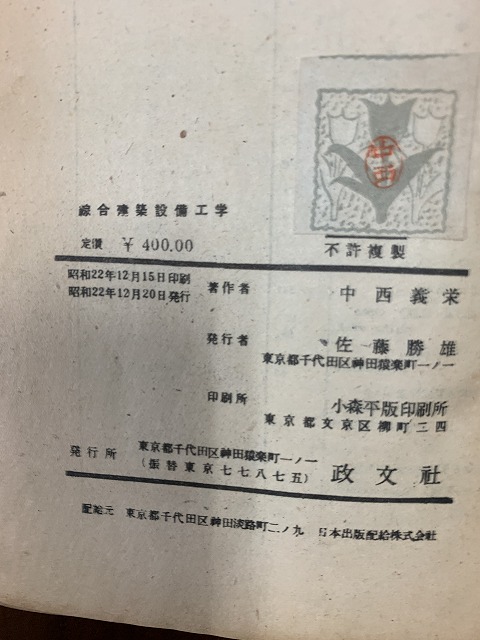 中西
綜合建築設備工学
定價 ¥ 400.00
不許複製
昭和22年12月15日印刷
昭和22年12月20日発行
著作者 中西義栄
発行者 佐藤勝雄
東京都千代田区神田猿楽町一ノ一
印刷所 小森平版印刷所
東京都文京区柳町三四
発行所 東京都千代田区神田猿楽町一ノ一
(振替東京七七八七五) 政文社
配給元 東京都千代田区神田淡路町二ノ九 日本出版配給株式会社